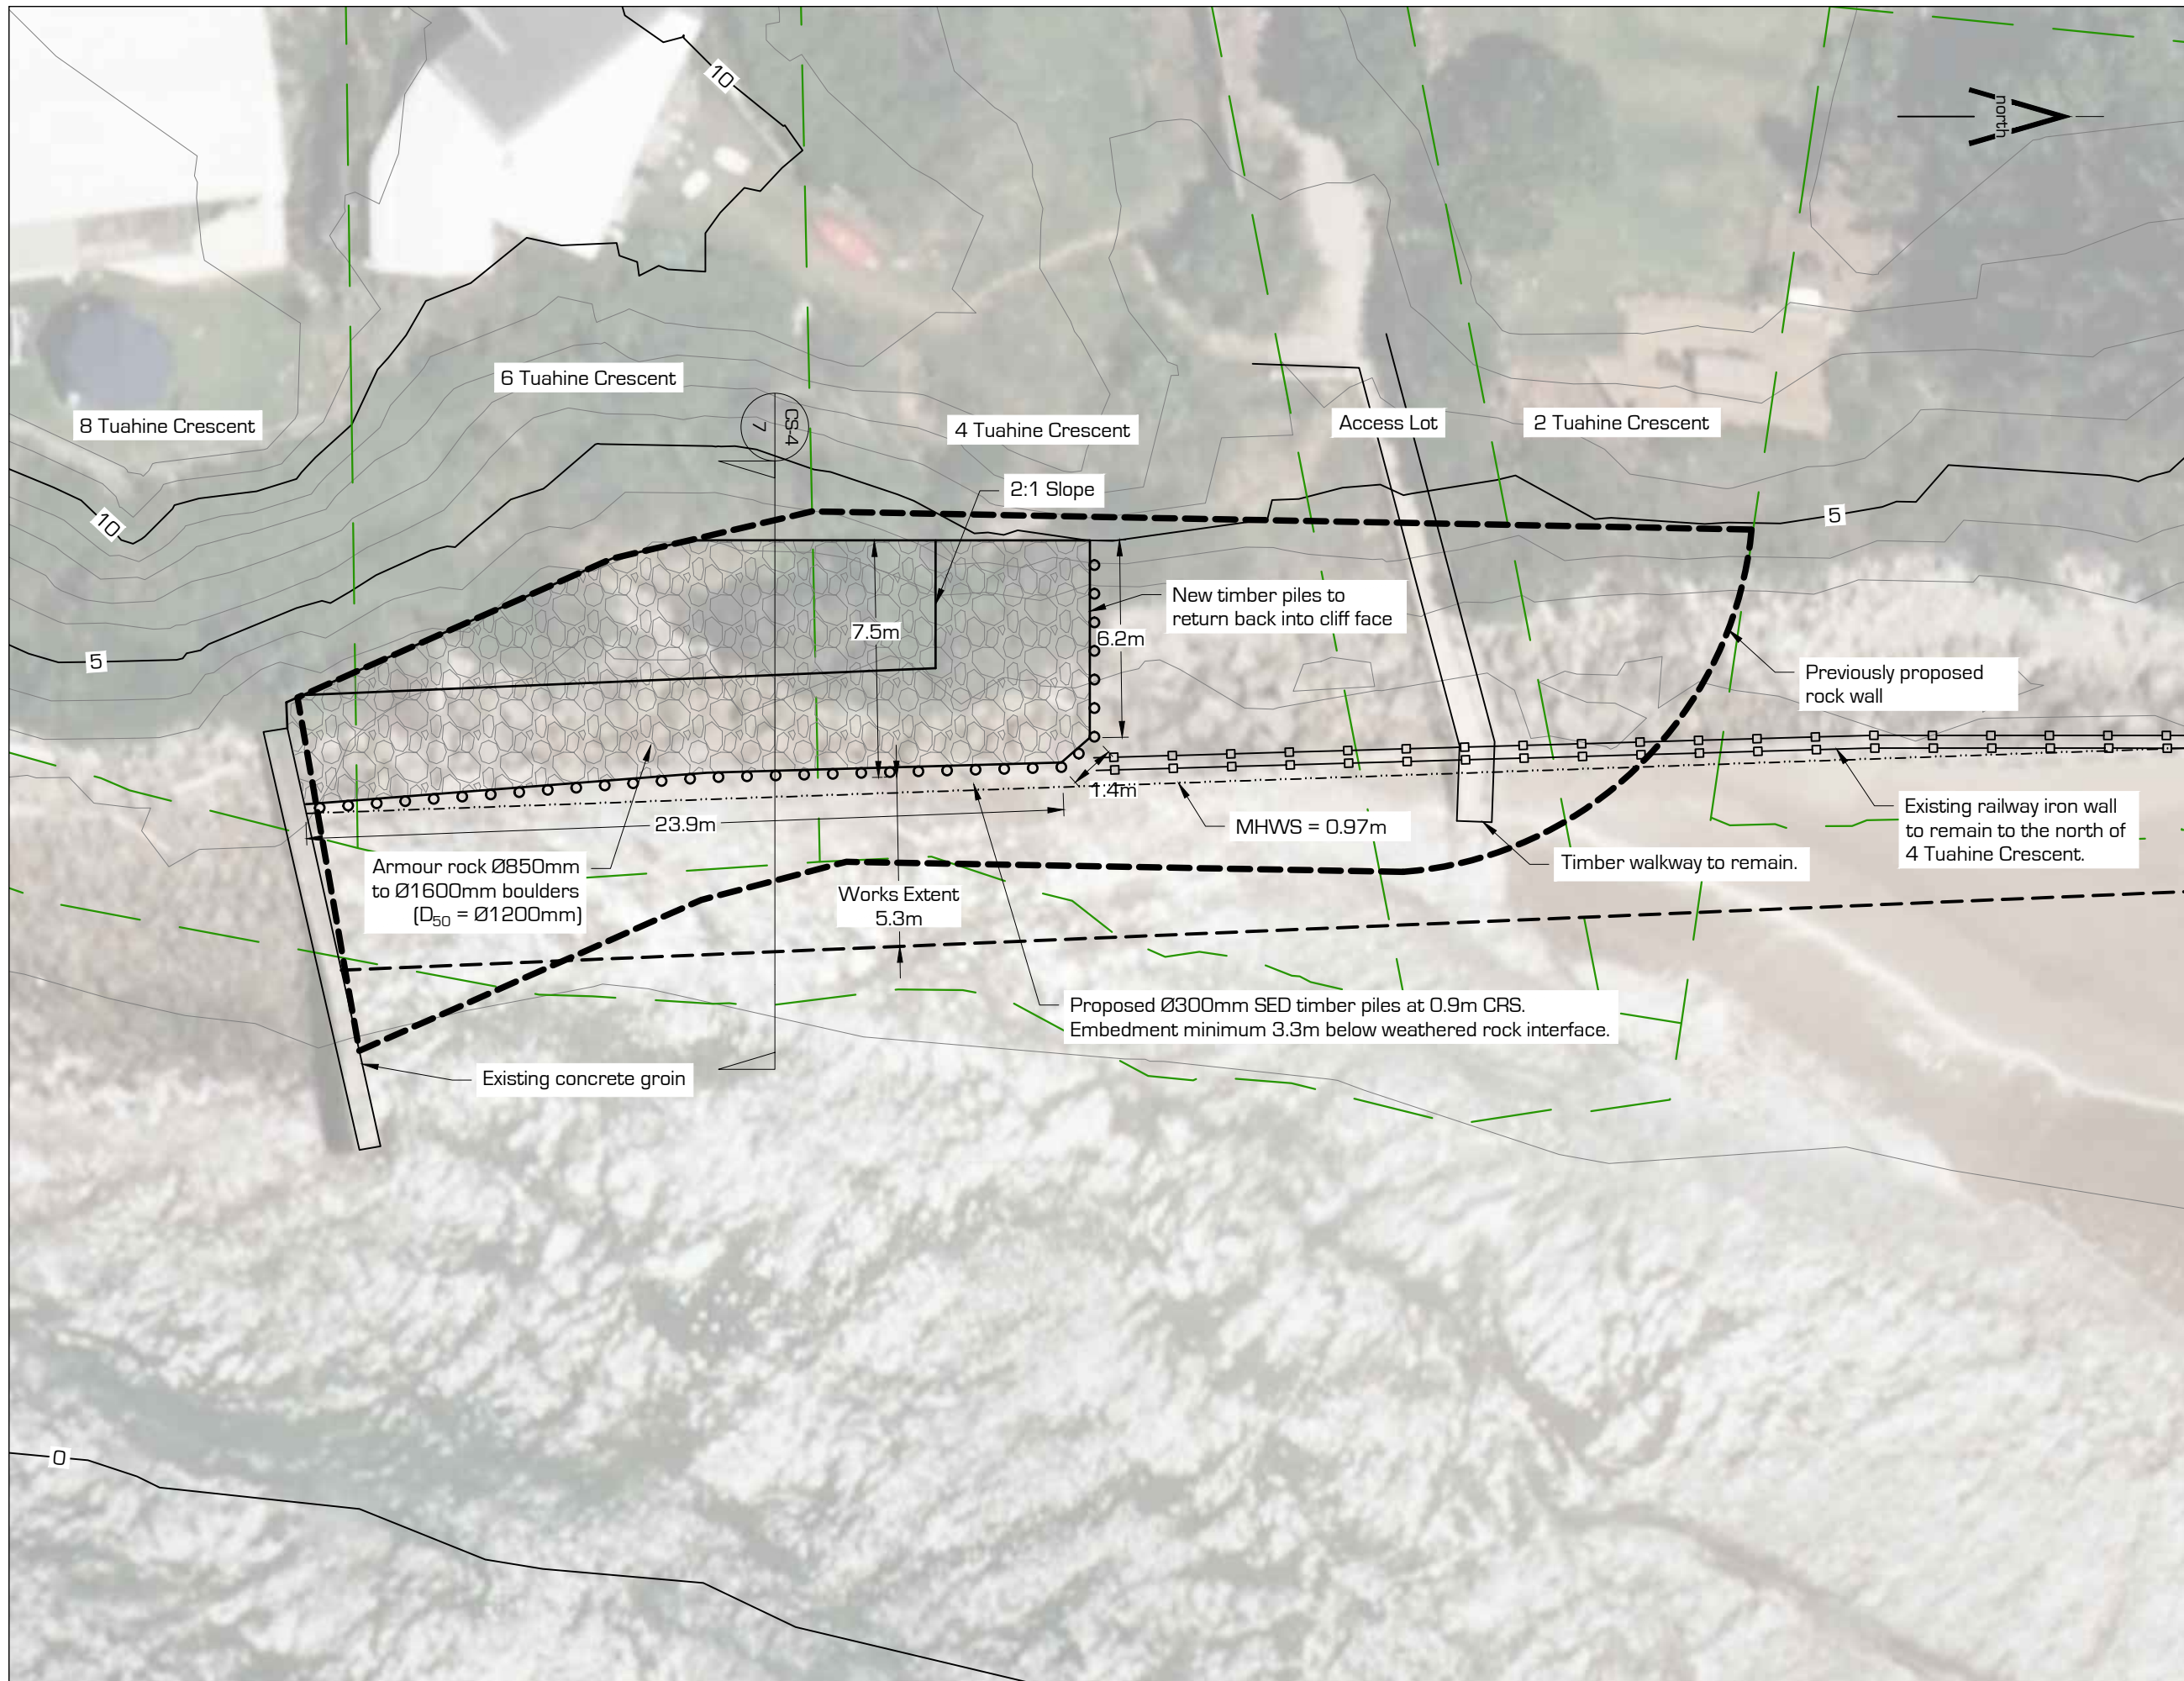 10
north
6 Tuahine Crescent
8 Tuahine Crescent
CS-4
7
4 Tuahine Crescent
Access Lot
2 Tuahine Crescent
2:1 Slope
10
5
New timber piles to
return back into cliff face
7.5m
6.2m
5
Previously proposed
rock wall
1.4m
23.9m
MHWS = 0.97m
Existing railway iron wall
to remain to the north of
4 Tuahine Crescent.
Armour rock Ø850mm
to Ø1600mm boulders
(D50 = Ø1200mm)
Timber walkway to remain.
Works Extent
5.3m
Proposed Ø300mm SED timber piles at 0.9m CRS.
Embedment minimum 3.3m below weathered rock interface.
Existing concrete groin
0